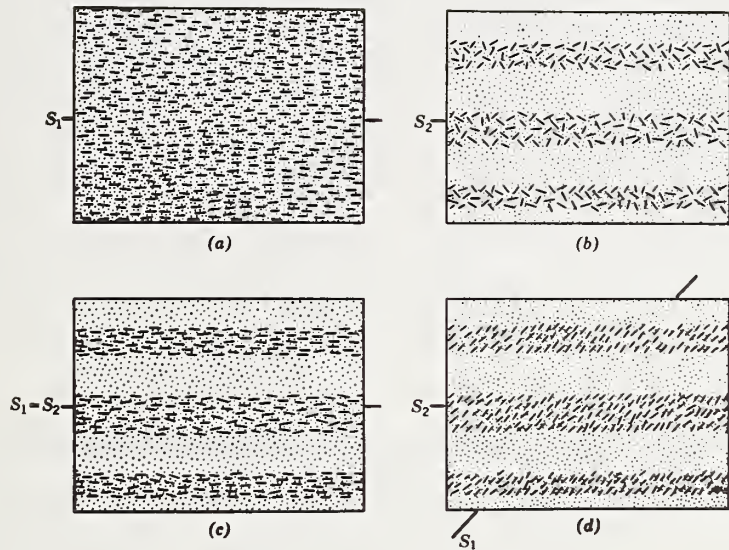 S₁
S₂
(a)
(b)
S₁ = S₂
S₂
(c)
(d)
S₁